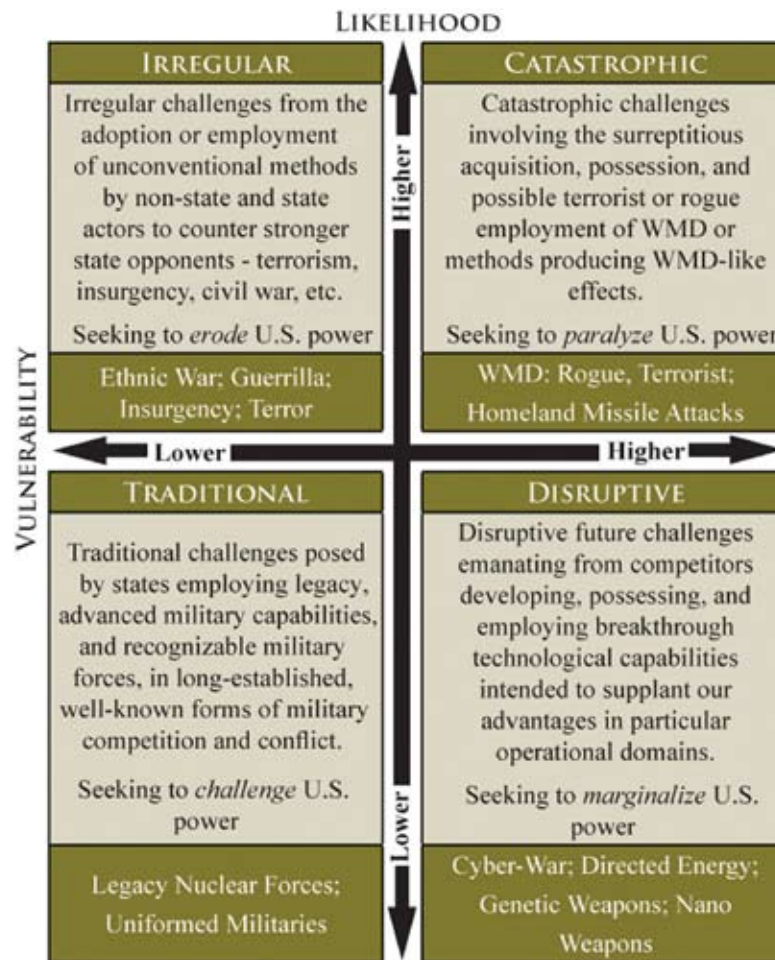 LIKELIHOOD
IRREGULAR
Irregular challenges from the
adoption or employment
of unconventional methods
by non-state and state
actors to counter stronger
state opponents - terrorism,
insurgency, civil war, etc.
Seeking to erode U.S. power
Ethnic War; Guerrilla;
Insurgency; Terror
Higher
CATASTROPHIC
Catastrophic challenges
involving the surreptitious
acquisition, possession, and
possible terrorist or rogue
employment of WMD or
methods producing WMD-like
effects.
Seeking to paralyze U.S. power
WMD: Rogue, Terrorist;
Homeland Missile Attacks
VULNERABILITY
Lower
Higher
TRADITIONAL
Traditional challenges posed
by states employing legacy,
advanced military capabilities,
and recognizable military
forces, in long-established,
well-known forms of military
competition and conflict.
Seeking to challenge U.S.
power
Legacy Nuclear Forces;
Uniformed Militaries
Lower
DISRUPTIVE
Disruptive future challenges
emanating from competitors
developing, possessing, and
employing breakthrough
technological capabilities
intended to supplant our
advantages in particular
operational domains.
Seeking to marginalize U.S.
power
Cyber-War; Directed Energy;
Genetic Weapons; Nano
Weapons